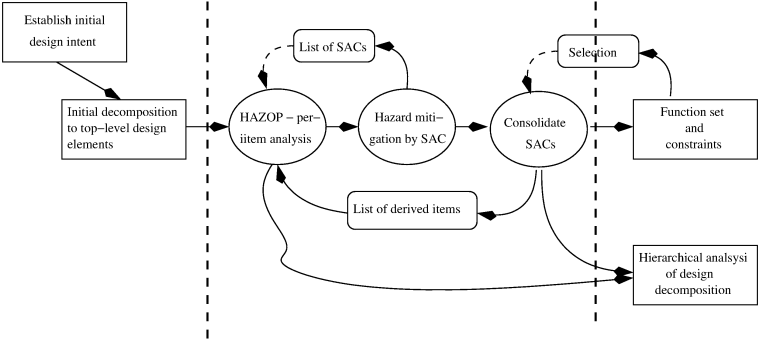 Establish initial
design intent
Initial decomposition
to top-level design
elements
List of SACs
HAZOP - per-
iitem analysis
Hazard miti-
gation by SAC
List of derived items
Consolidate
SACs
Selection
Function set
and
constraints
Hierarchical analsysi
of design
decomposition